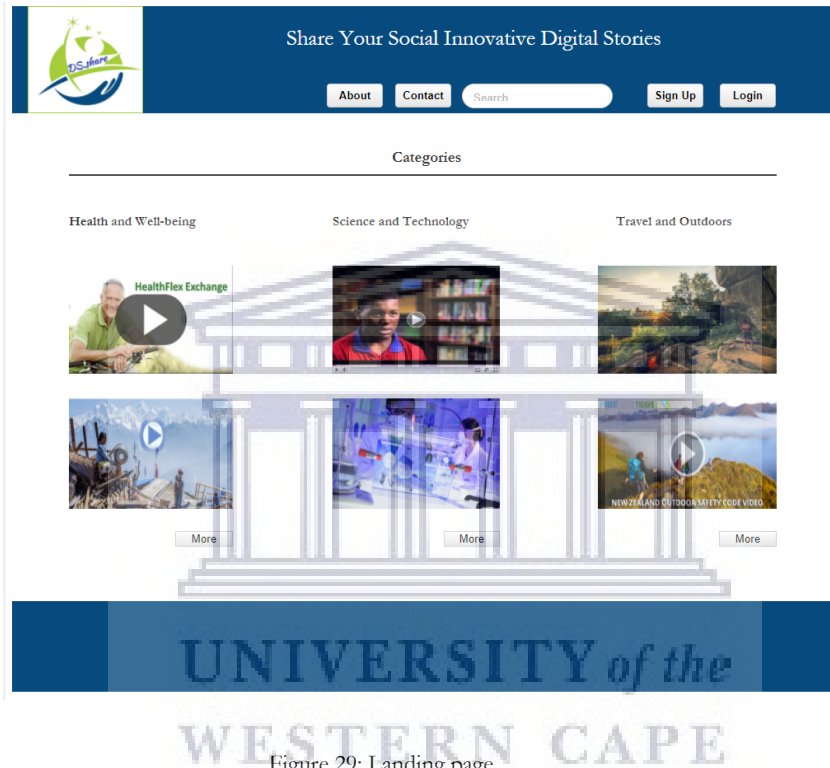 DS.share
Share Your Social Innovative Digital Stories
About Contact Search Sign Up Login
Categories
Health and Well-being Science and Technology Travel and Outdoors
HealthFlex Exchange
NEW ZEALAND OUTDOOR SAFETY CODE VIDEO
More More More
UNIVERSITY of the
WESTERN CAPE
Figure 29: Landing page